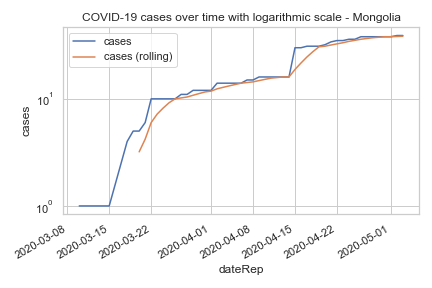 COVID-19 cases over time with logarithmic scale - Mongolia
cases
cases (rolling)
10¹
10⁰
cases
2020-03-08
2020-03-15
2020-03-22
2020-04-01
2020-04-08
2020-04-15
2020-04-22
2020-05-01
dateRep